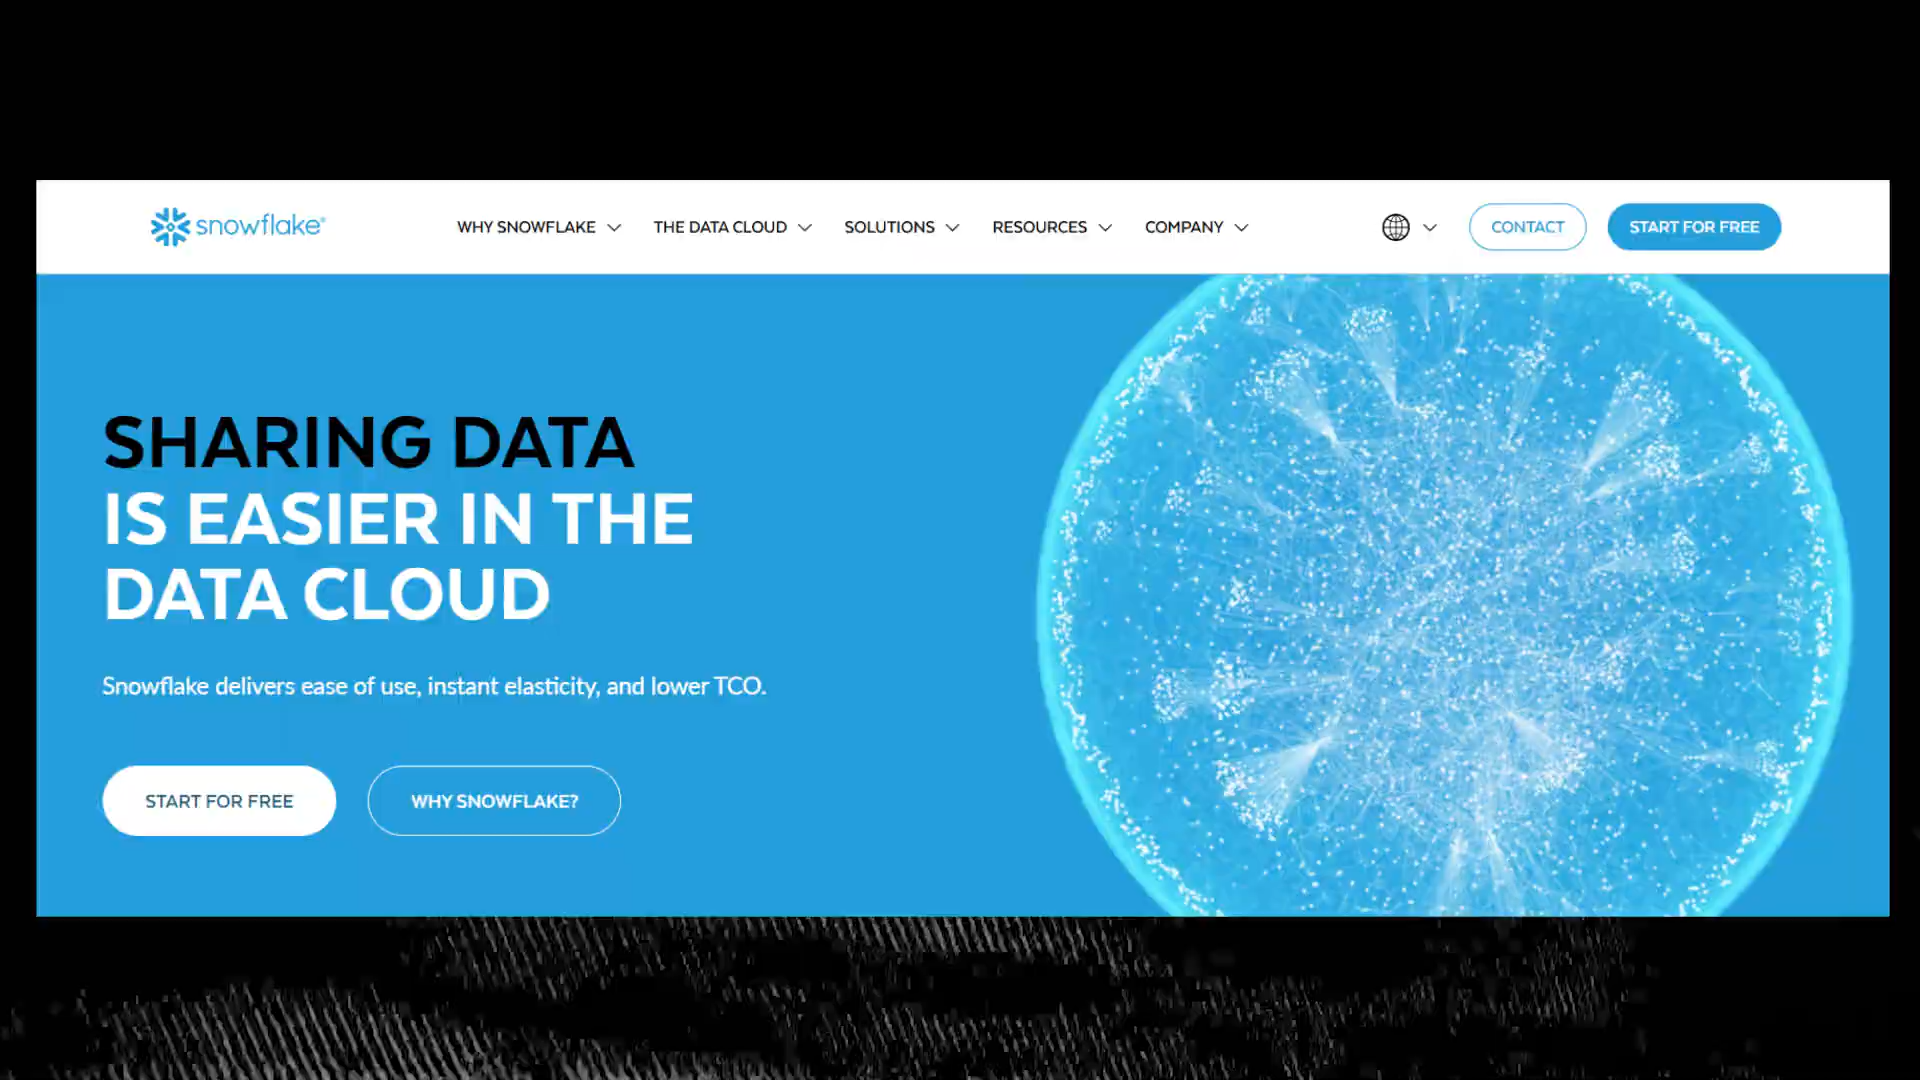 snowflake®
WHY SNOWFLAKE
THE DATA CLOUD
SOLUTIONS
RESOURCES
COMPANY
CONTACT
START FOR FREE
SHARING DATA
IS EASIER IN THE
DATA CLOUD
Snowflake delivers ease of use, instant elasticity, and lower TCO.
START FOR FREE
WHY SNOWFLAKE?